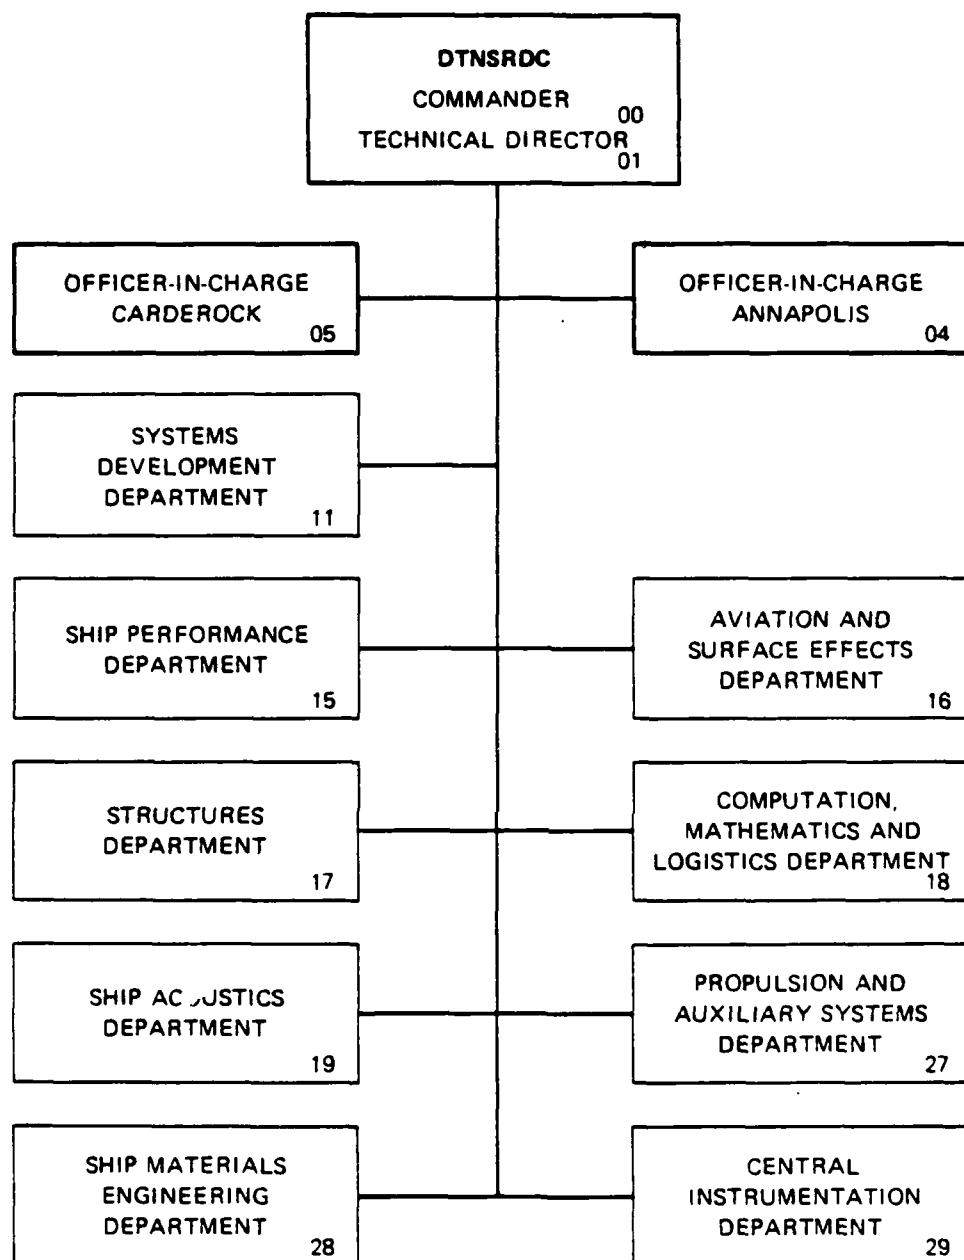 DTNSRDC
COMMANDER
00
TECHNICAL DIRECTOR
01
OFFICER-IN-CHARGE
CARDEROCK
05
OFFICER-IN-CHARGE
ANNAPOLIS
04
SYSTEMS
DEVELOPMENT
DEPARTMENT
11
SHIP PERFORMANCE
DEPARTMENT
15
AVIATION AND
SURFACE EFFECTS
DEPARTMENT
16
STRUCTURES
DEPARTMENT
17
COMPUTATION,
MATHEMATICS AND
LOGISTICS DEPARTMENT
18
SHIP ACOUSTICS
DEPARTMENT
19
PROPULSION AND
AUXILIARY SYSTEMS
DEPARTMENT
27
SHIP MATERIALS
ENGINEERING
DEPARTMENT
28
CENTRAL
INSTRUMENTATION
DEPARTMENT
29